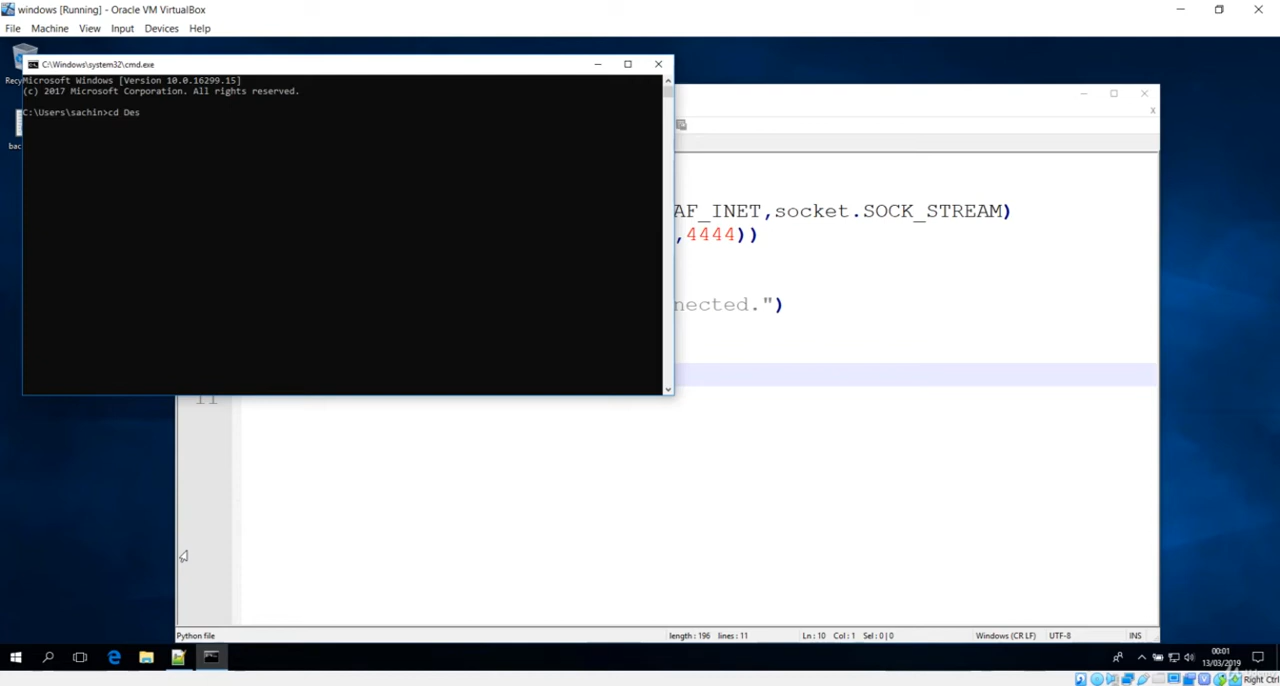 windows [Running] - Oracle VM VirtualBox
File Machine View Input Devices Help
C:\Windows\system32\cmd.exe
Recy
Microsoft Windows [Version 10.0.16299.15]
(c) 2017 Microsoft Corporation. All rights reserved.
C:\Users\sachin>cd Des
bac
x
AF_INET,socket.SOCK_STREAM)
,4444))
nected.")
11
Python file length : 196 lines : 11 Ln : 10 Col : 1 Sel : 0 | 0 Windows (CR LF) UTF-8 INS
00:01
13/03/2019
Right Ctrl